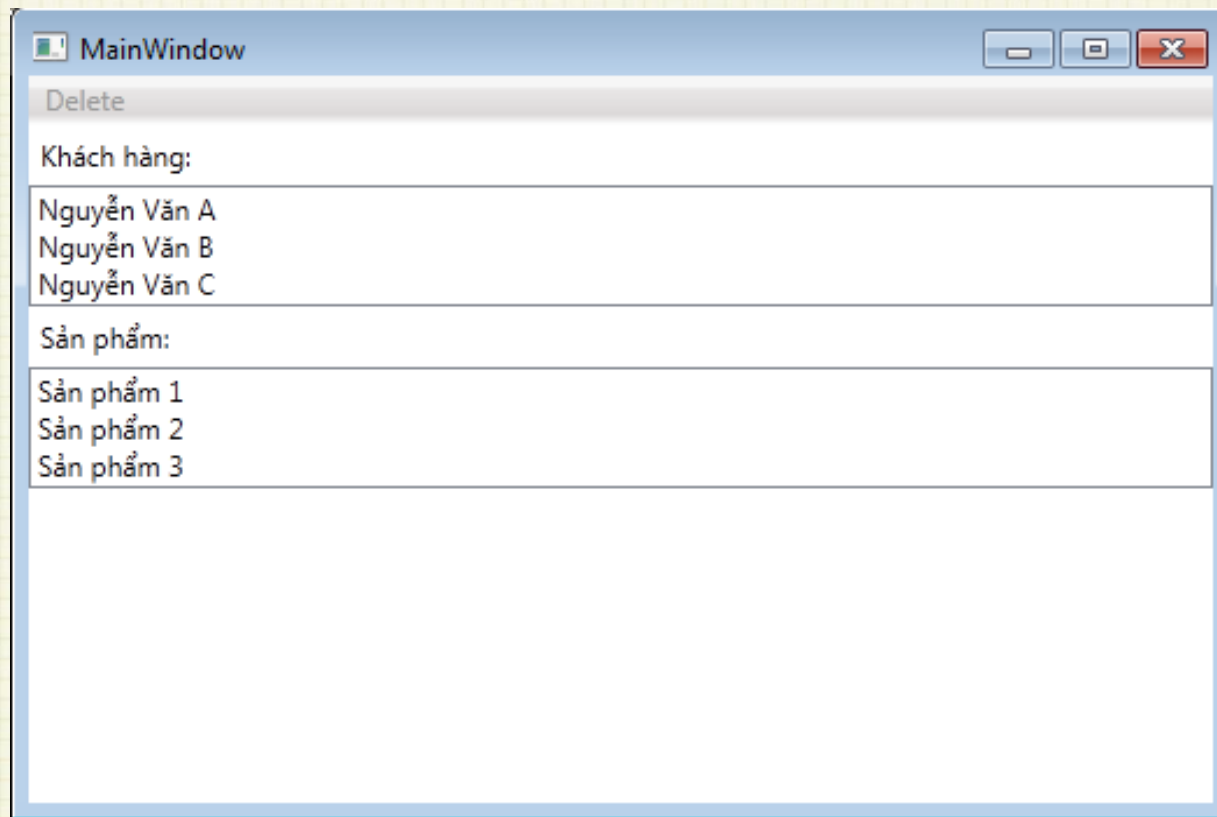 MainWindow
Delete
Khách hàng:
Nguyễn Văn A
Nguyễn Văn B
Nguyễn Văn C
Sản phẩm:
Sản phẩm 1
Sản phẩm 2
Sản phẩm 3